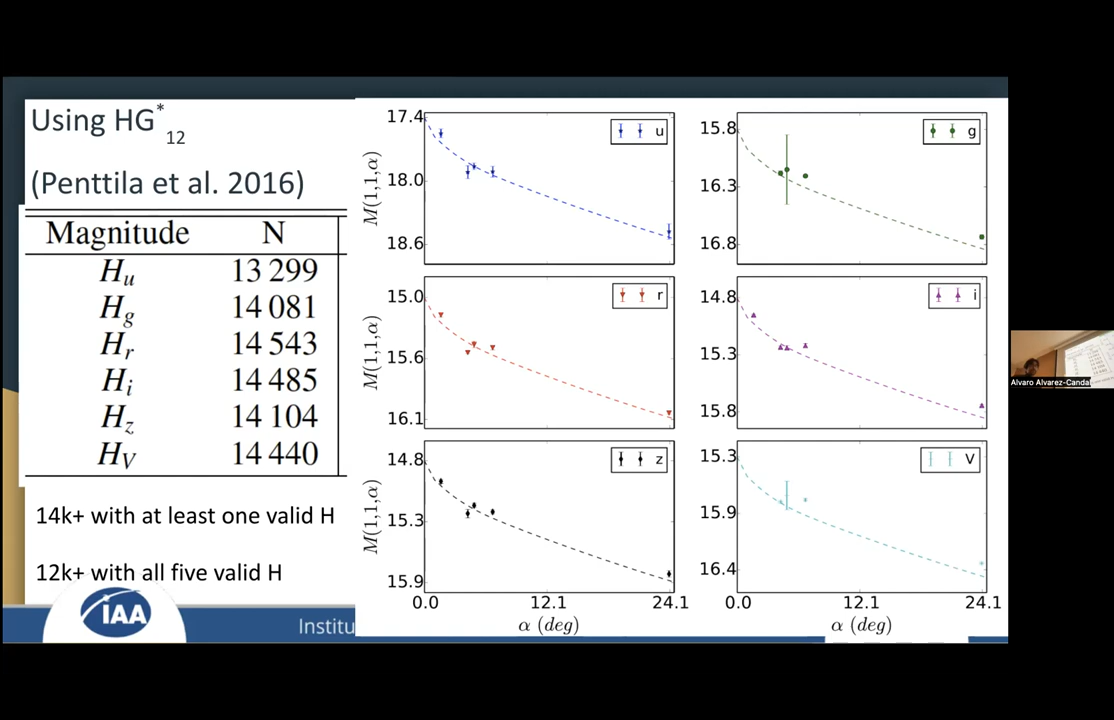 Using HG*12
(Penttila et al. 2016)
Magnitude N
Hu 13 299
Hg 14 081
Hr 14 543
Hi 14 485
Hz 14 104
HV 14 440
14k+ with at least one valid H
12k+ with all five valid H
IAA
Institu
17.4
18.0
18.6
M(1,1,α)
u
15.8
16.3
16.8
g
15.0
15.6
16.1
M(1,1,α)
r
14.8
15.3
15.8
i
14.8
15.3
15.9
M(1,1,α)
z
15.3
15.9
16.4
V
0.0 12.1 24.1
α (deg)
0.0 12.1 24.1
α (deg)
Alvaro Alvarez-Candal